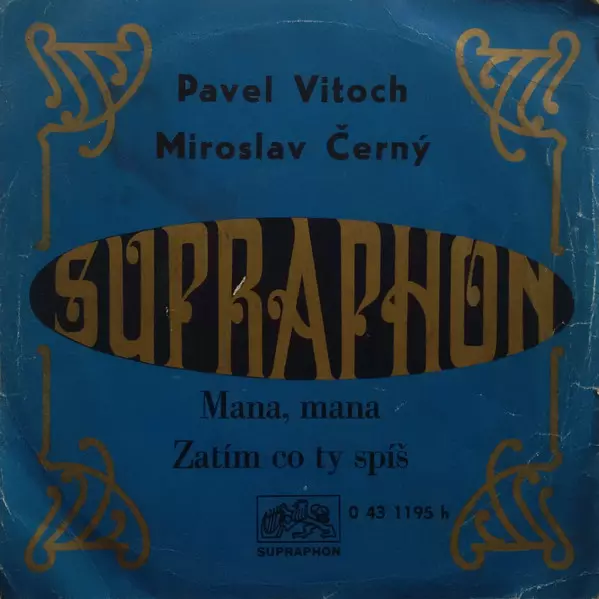 Pavel Vitoch
Miroslav Černý
SUPRAPHON
Mana, mana
Zatím co ty spíš
0 43 1195 h
SUPRAPHON